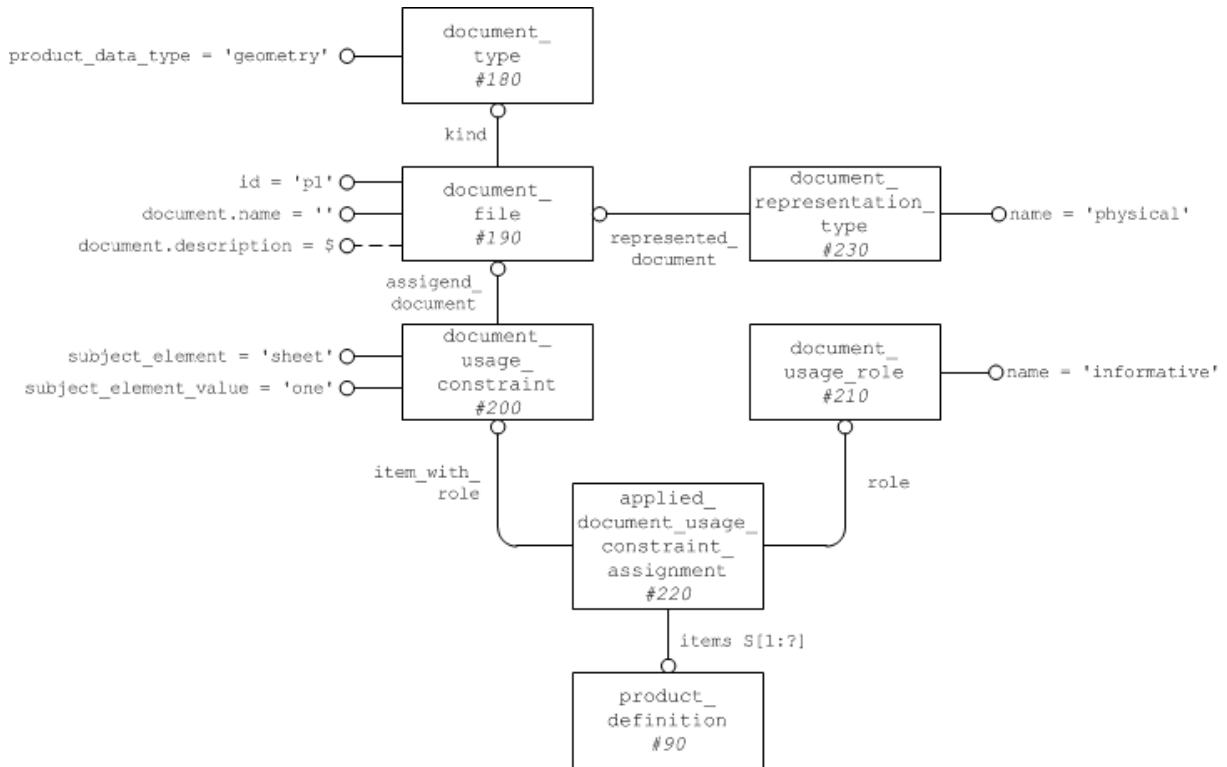 document_
type
#180
product_data_type = 'geometry'
kind
id = 'p1'
document.name = ''
document.description = $
document_
file
#190
represented_
document
document_
representation_
type
#230
name = 'physical'
assigend_
document
subject_element = 'sheet'
subject_element_value = 'one'
document_
usage_
constraint
#200
document_
usage_role
#210
name = 'informative'
item_with_
role
role
applied_
document_usage_
constraint_
assignment
#220
items S[1:?]
product_
definition
#90